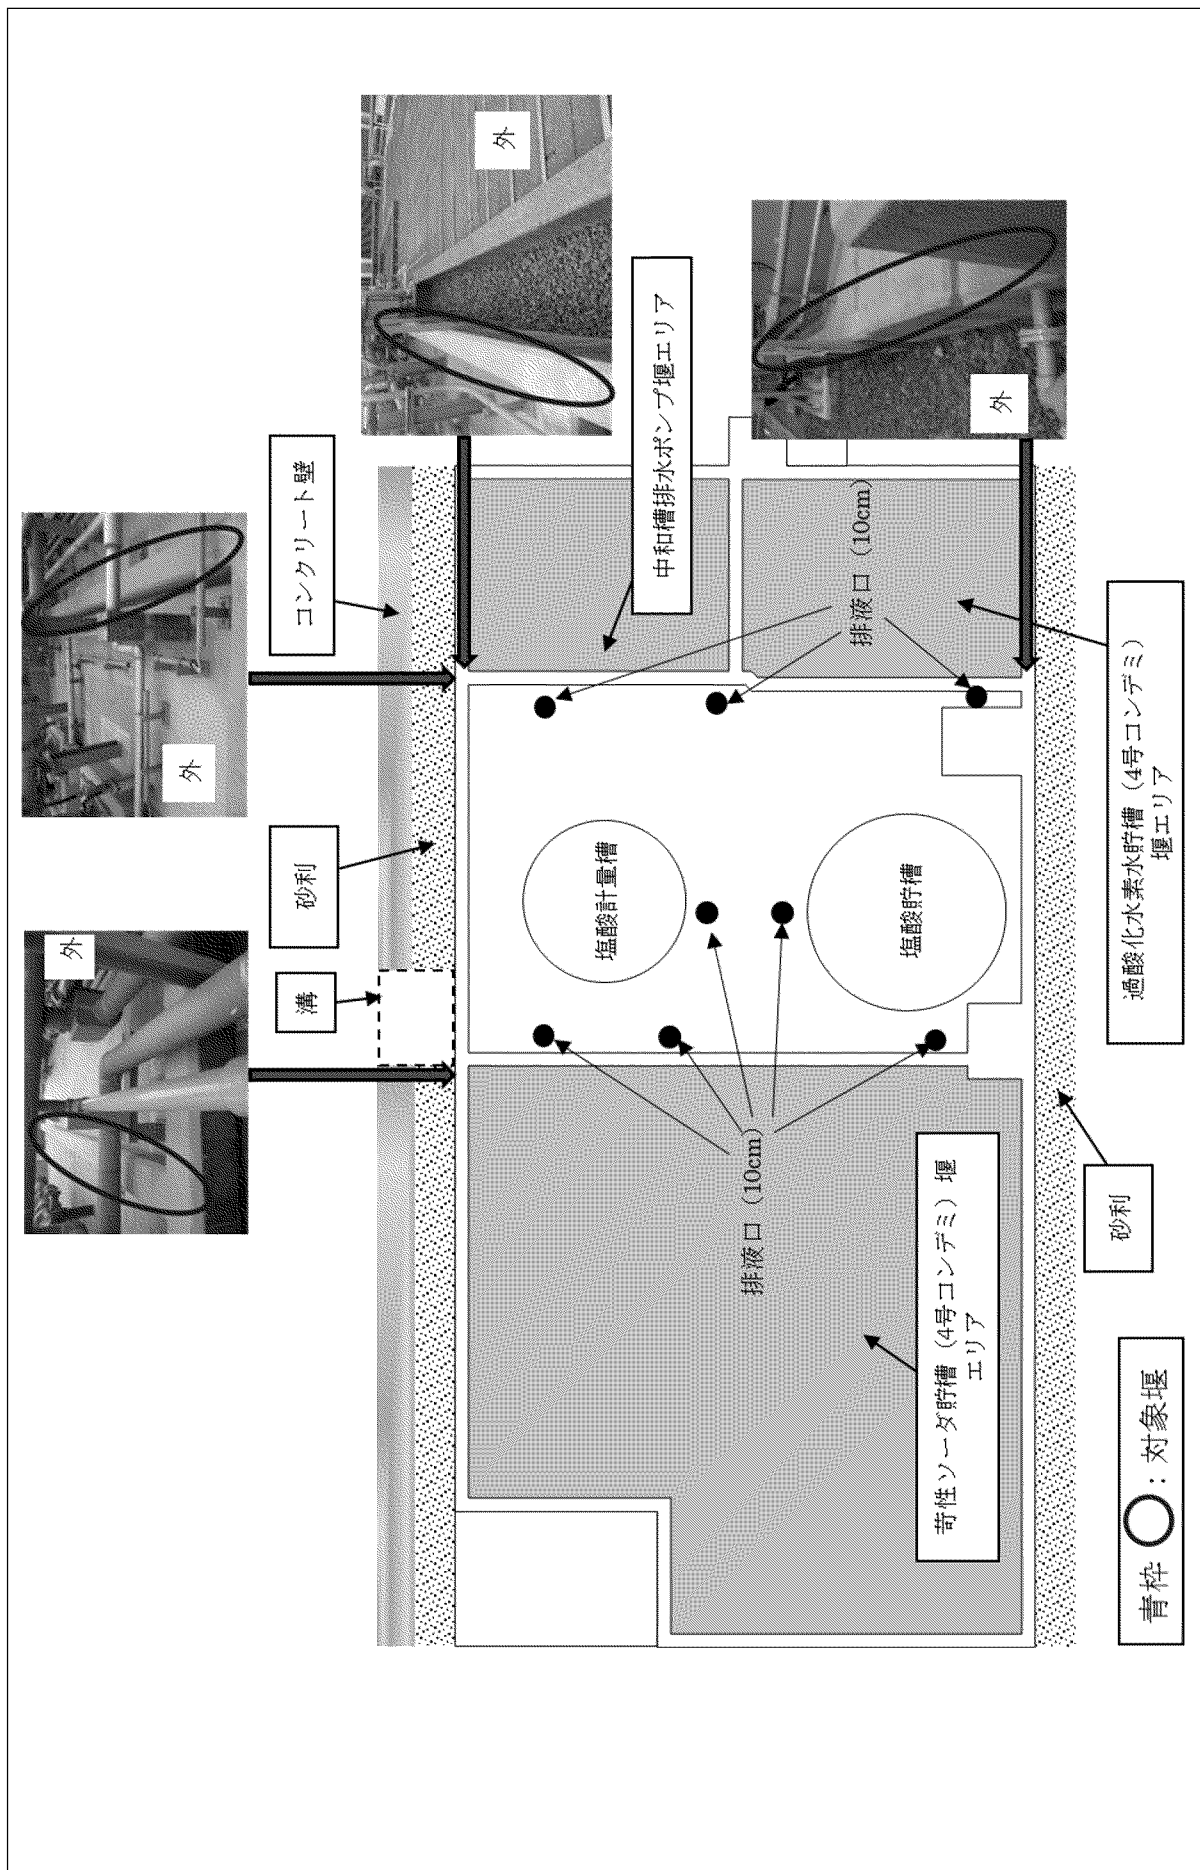 外
外
溝
砂利
コンクリート壁
外
塩酸計量槽
中和槽排水ポンプ堰エリア
排液口（10cm）
排液口（10cm）
塩酸貯槽
外
苛性ソーダ貯槽（4号コンデミ）堰
エリア
砂利
過酸化水素水貯槽（4号コンデミ）
堰エリア
青枠 ：対象堰